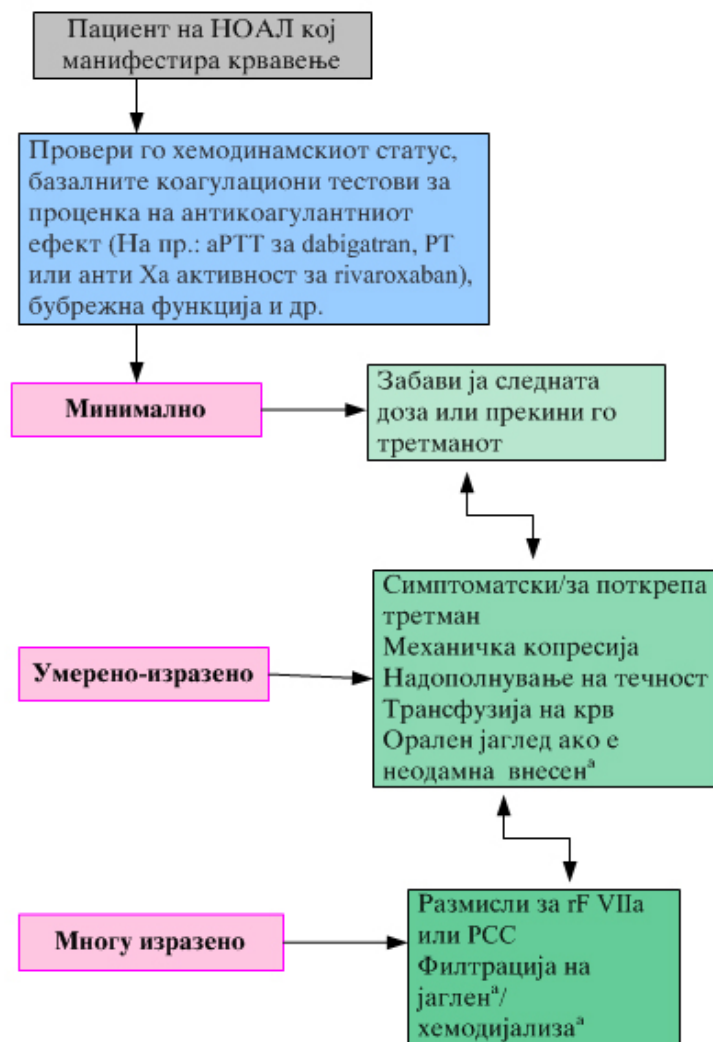 Пациент на НОАЛ кој
манифестира крвавење
Провери го хемодинамскиот статус,
базалните коагулациони тестови за
проценка на антикоагулантниот
ефект (На пр.: aPTT за dabigatran, PT
или анти Ха активност за rivaroxaban),
бубрежна функција и др.
Минимално
Забави ја следната
доза или прекини го
третманот
Умерено-изразено
Симптоматски/за поткрепа
третман
Механичка копресија
Надополнување на течност
Трансфузија на крв
Орален јаглед ако е
неодамна внесенª
Многу изразено
Размисли за rF VIIa
или PCC
Филтрација на
јагленª/
хемодијализаª